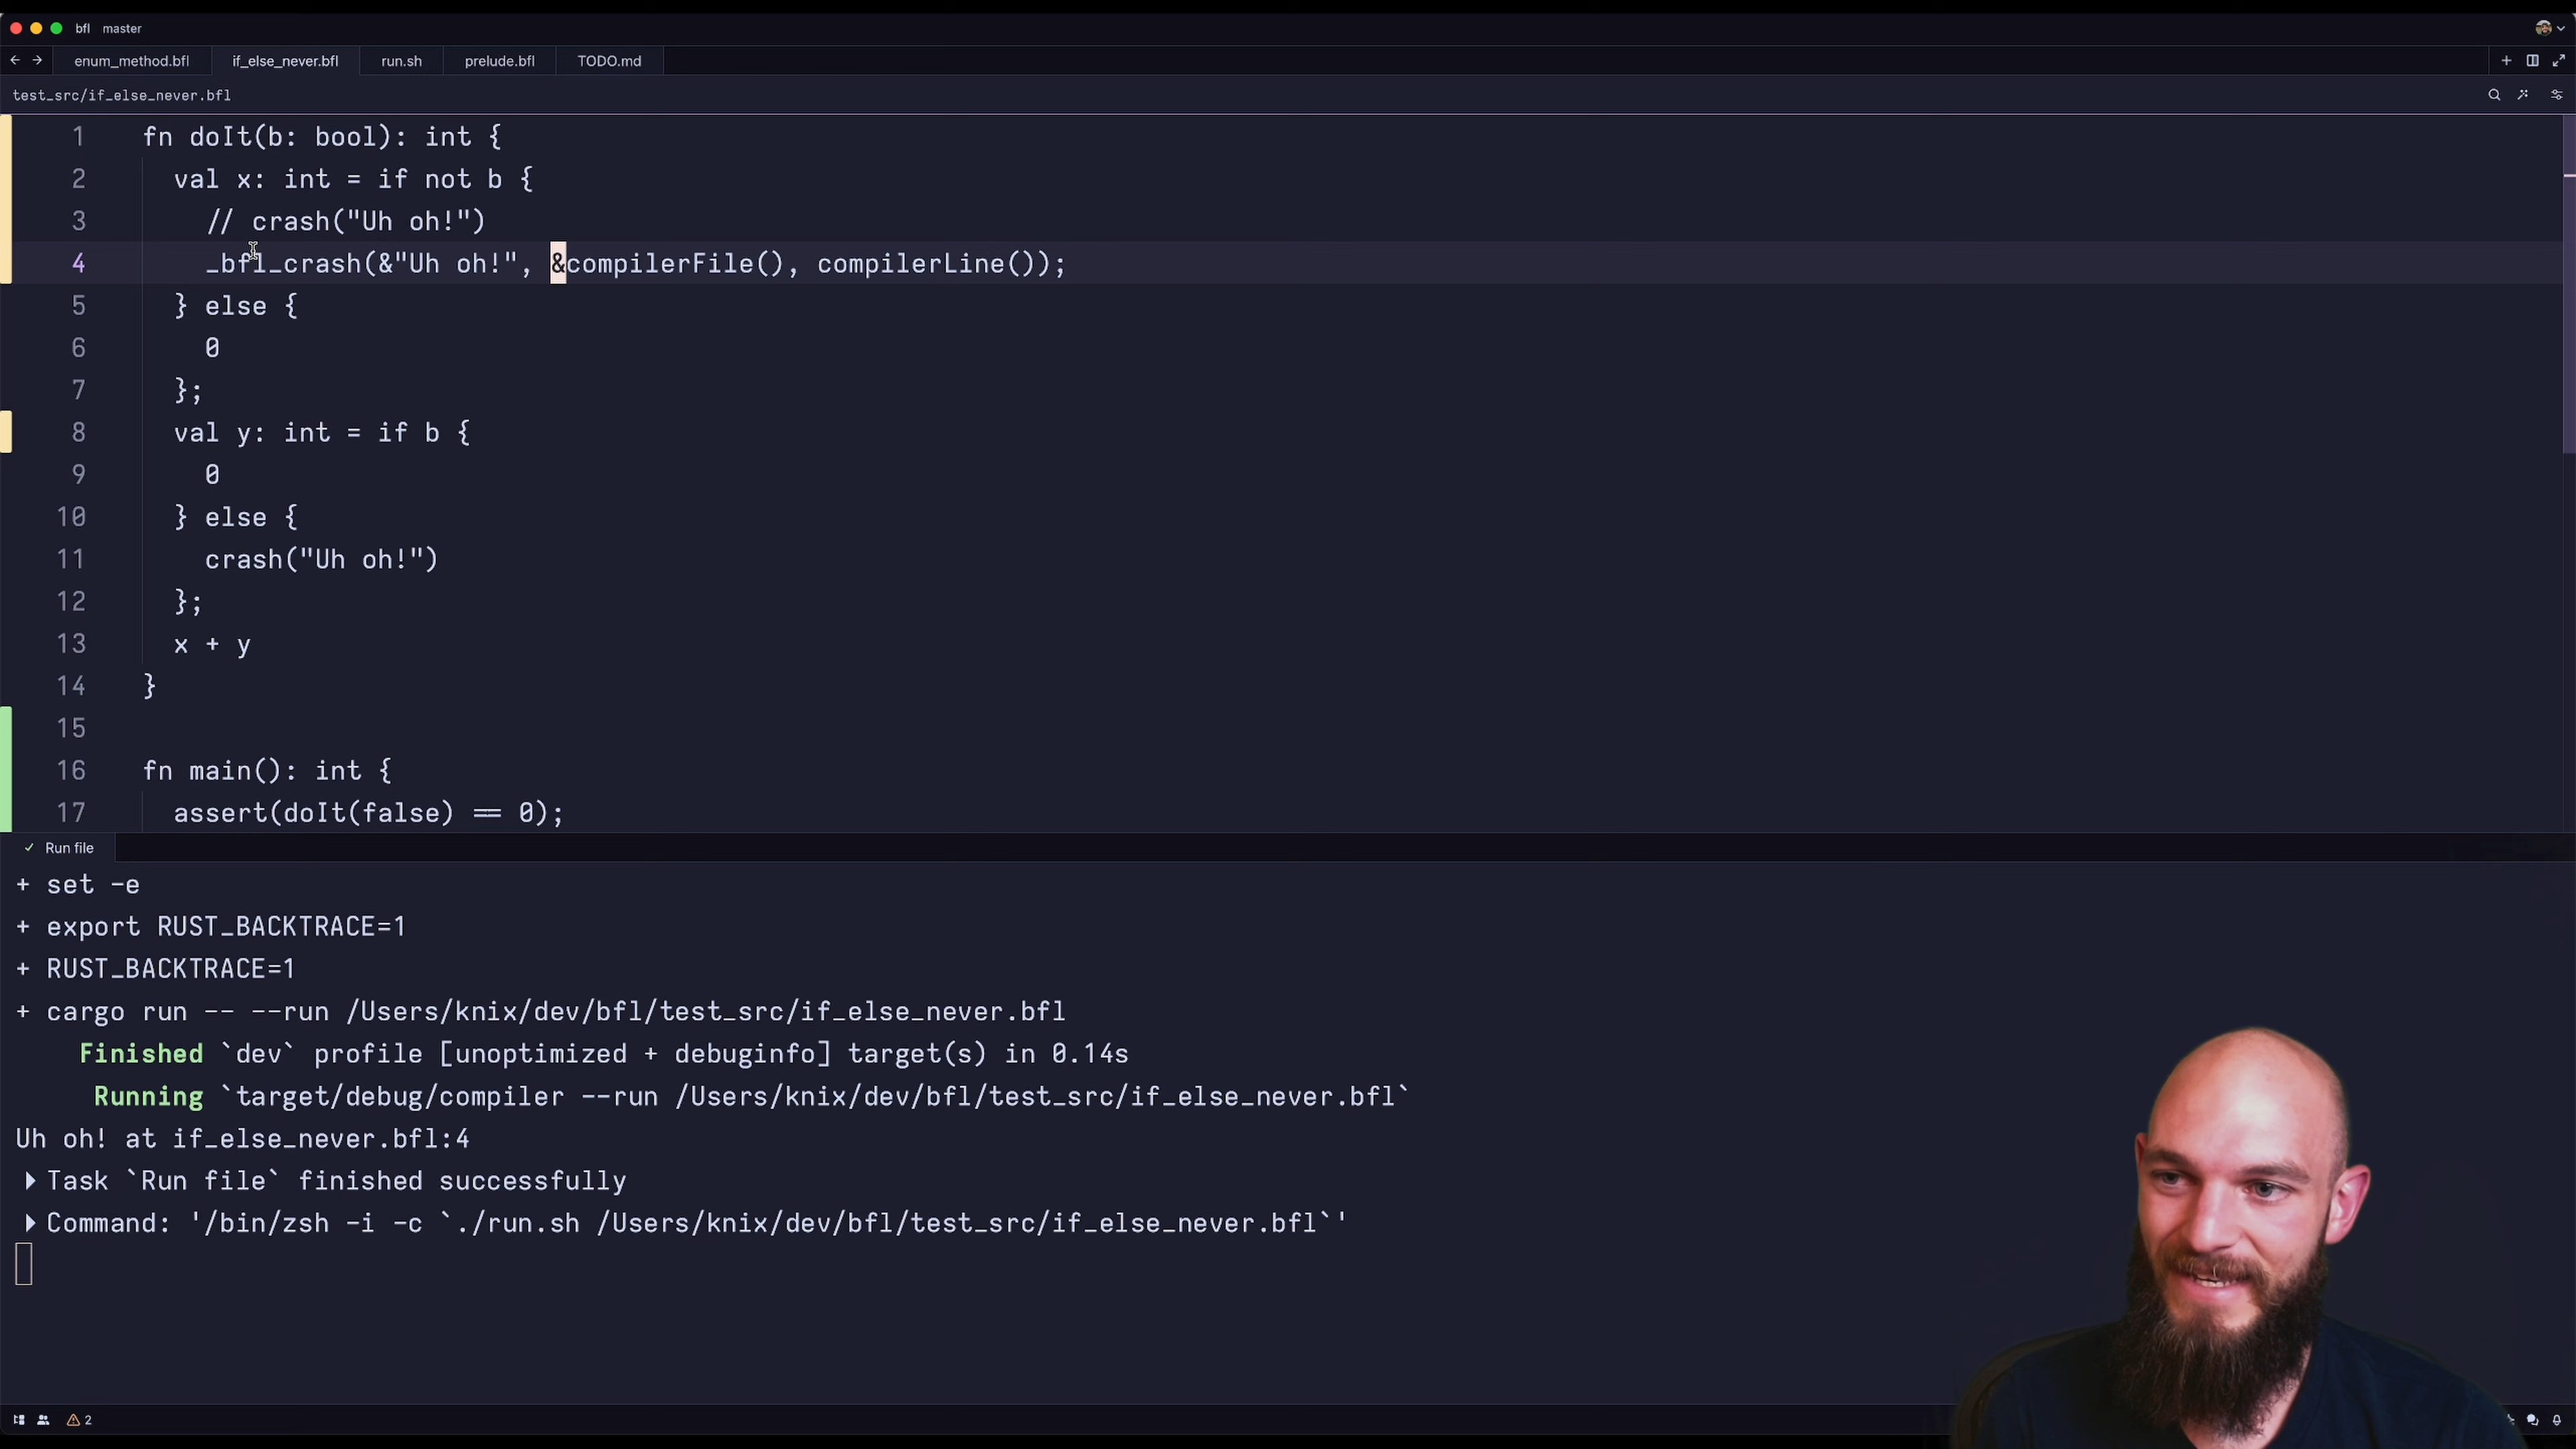 bfl master
enum_method.bfl if_else_never.bfl run.sh prelude.bfl TODO.md
test_src/if_else_never.bfl
1 fn doIt(b: bool): int {
2 val x: int = if not b {
3 // crash("Uh oh!")
4 _bfl_crash(&"Uh oh!", &compilerFile(), compilerLine());
5 } else {
6 0
7 };
8 val y: int = if b {
9 0
10 } else {
11 crash("Uh oh!")
12 };
13 x + y
14 }
15
16 fn main(): int {
17 assert(doIt(false) == 0);
✓ Run file
+ set -e
+ export RUST_BACKTRACE=1
+ RUST_BACKTRACE=1
+ cargo run -- --run /Users/knix/dev/bfl/test_src/if_else_never.bfl
Finished `dev` profile [unoptimized + debuginfo] target(s) in 0.14s
Running `target/debug/compiler --run /Users/knix/dev/bfl/test_src/if_else_never.bfl`
Uh oh! at if_else_never.bfl:4
Task `Run file` finished successfully
Command: '/bin/zsh -i -c `./run.sh /Users/knix/dev/bfl/test_src/if_else_never.bfl`'
2